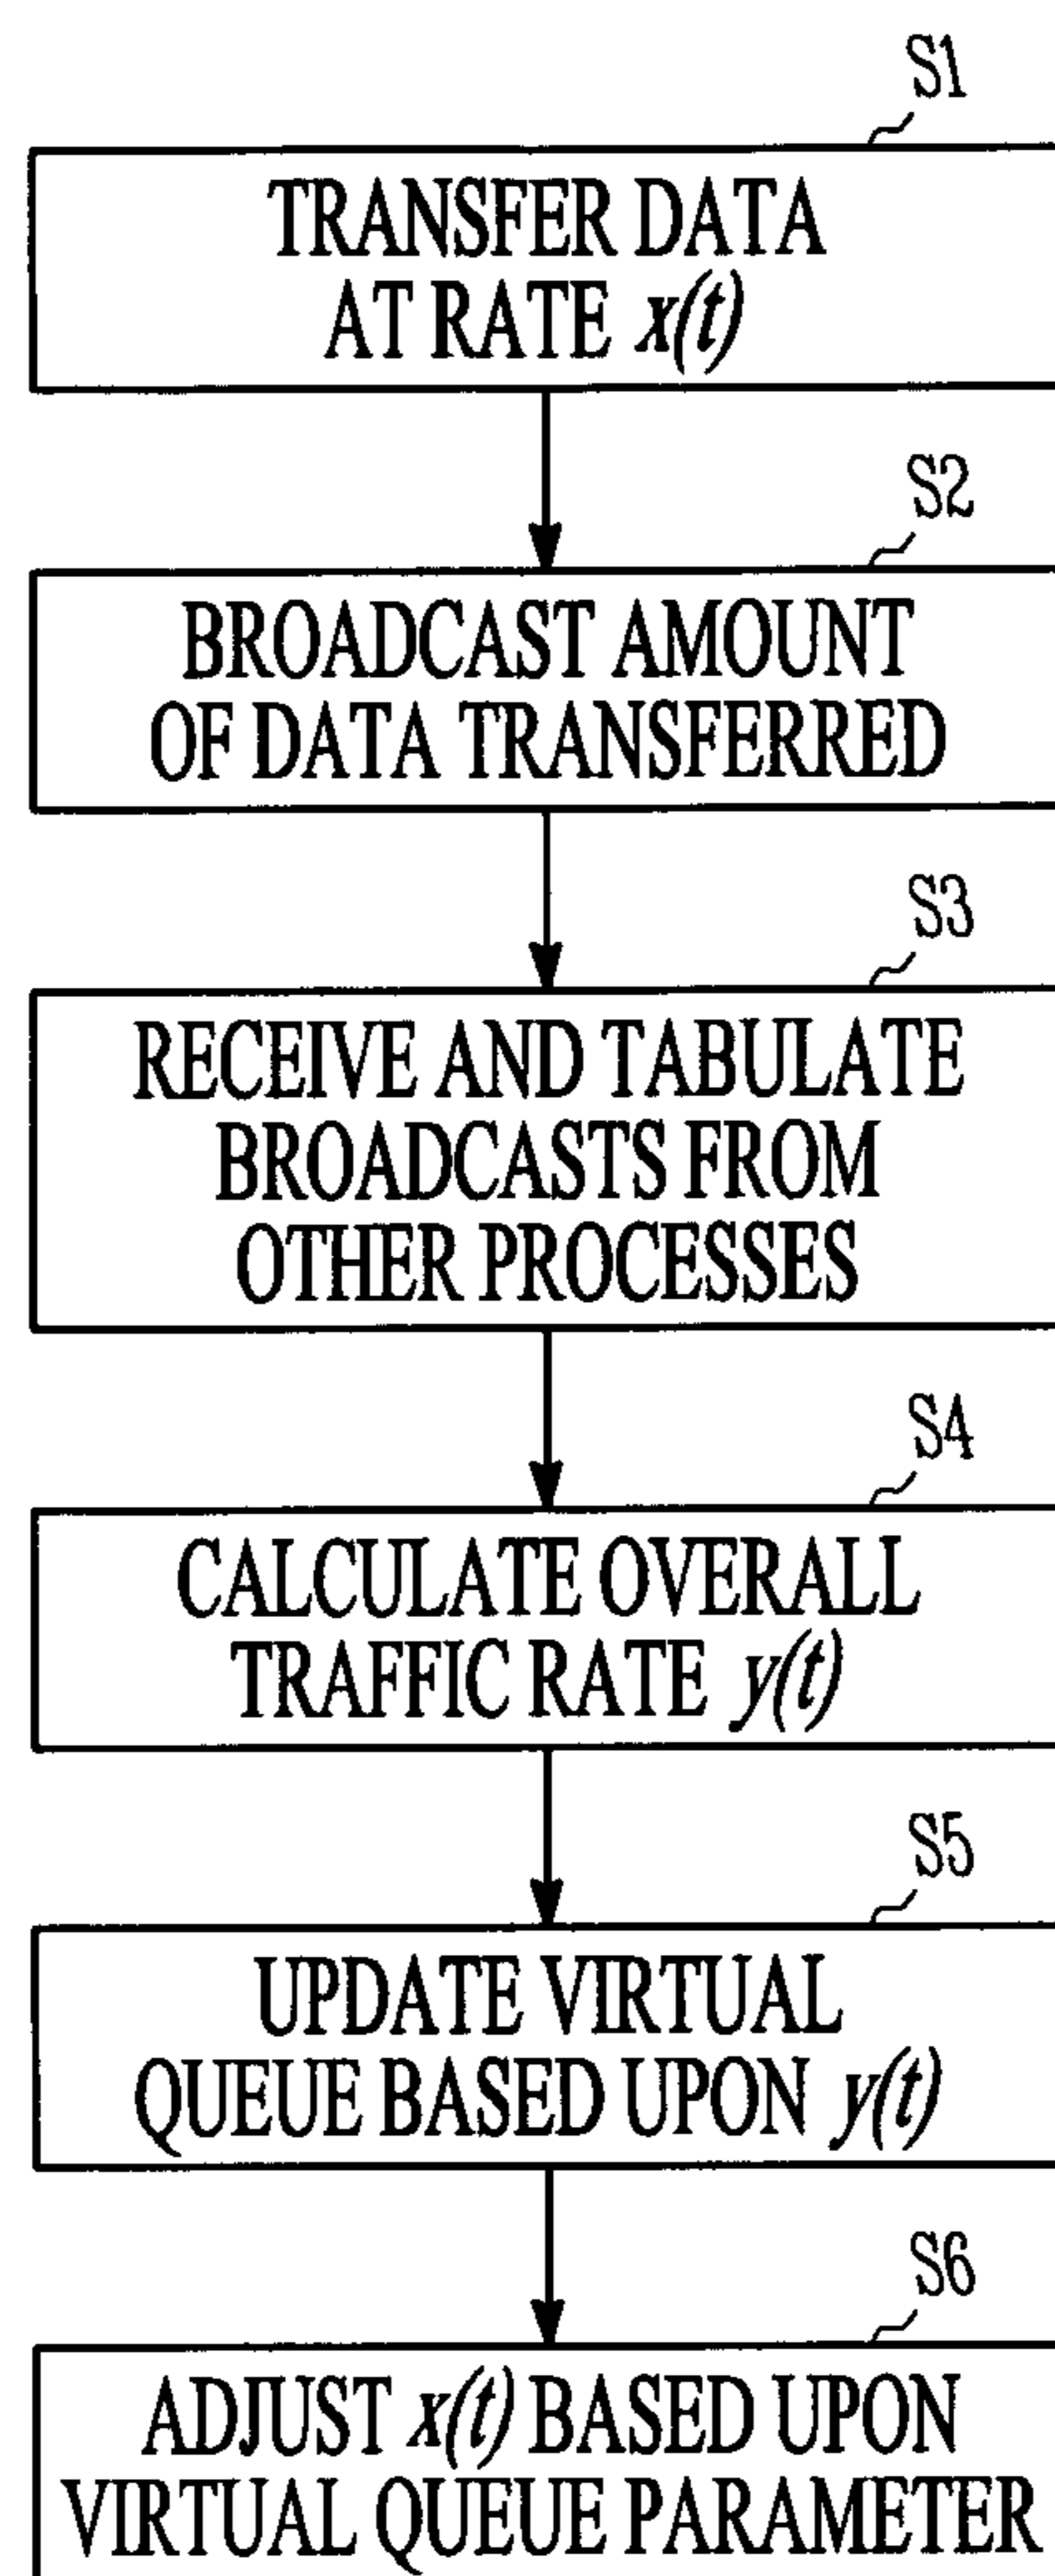 S1
TRANSFER DATA
AT RATE x(t)
S2
BROADCAST AMOUNT
OF DATA TRANSFERRED
S3
RECEIVE AND TABULATE
BROADCASTS FROM
OTHER PROCESSES
S4
CALCULATE OVERALL
TRAFFIC RATE y(t)
S5
UPDATE VIRTUAL
QUEUE BASED UPON y(t)
S6
ADJUST x(t) BASED UPON
VIRTUAL QUEUE PARAMETER